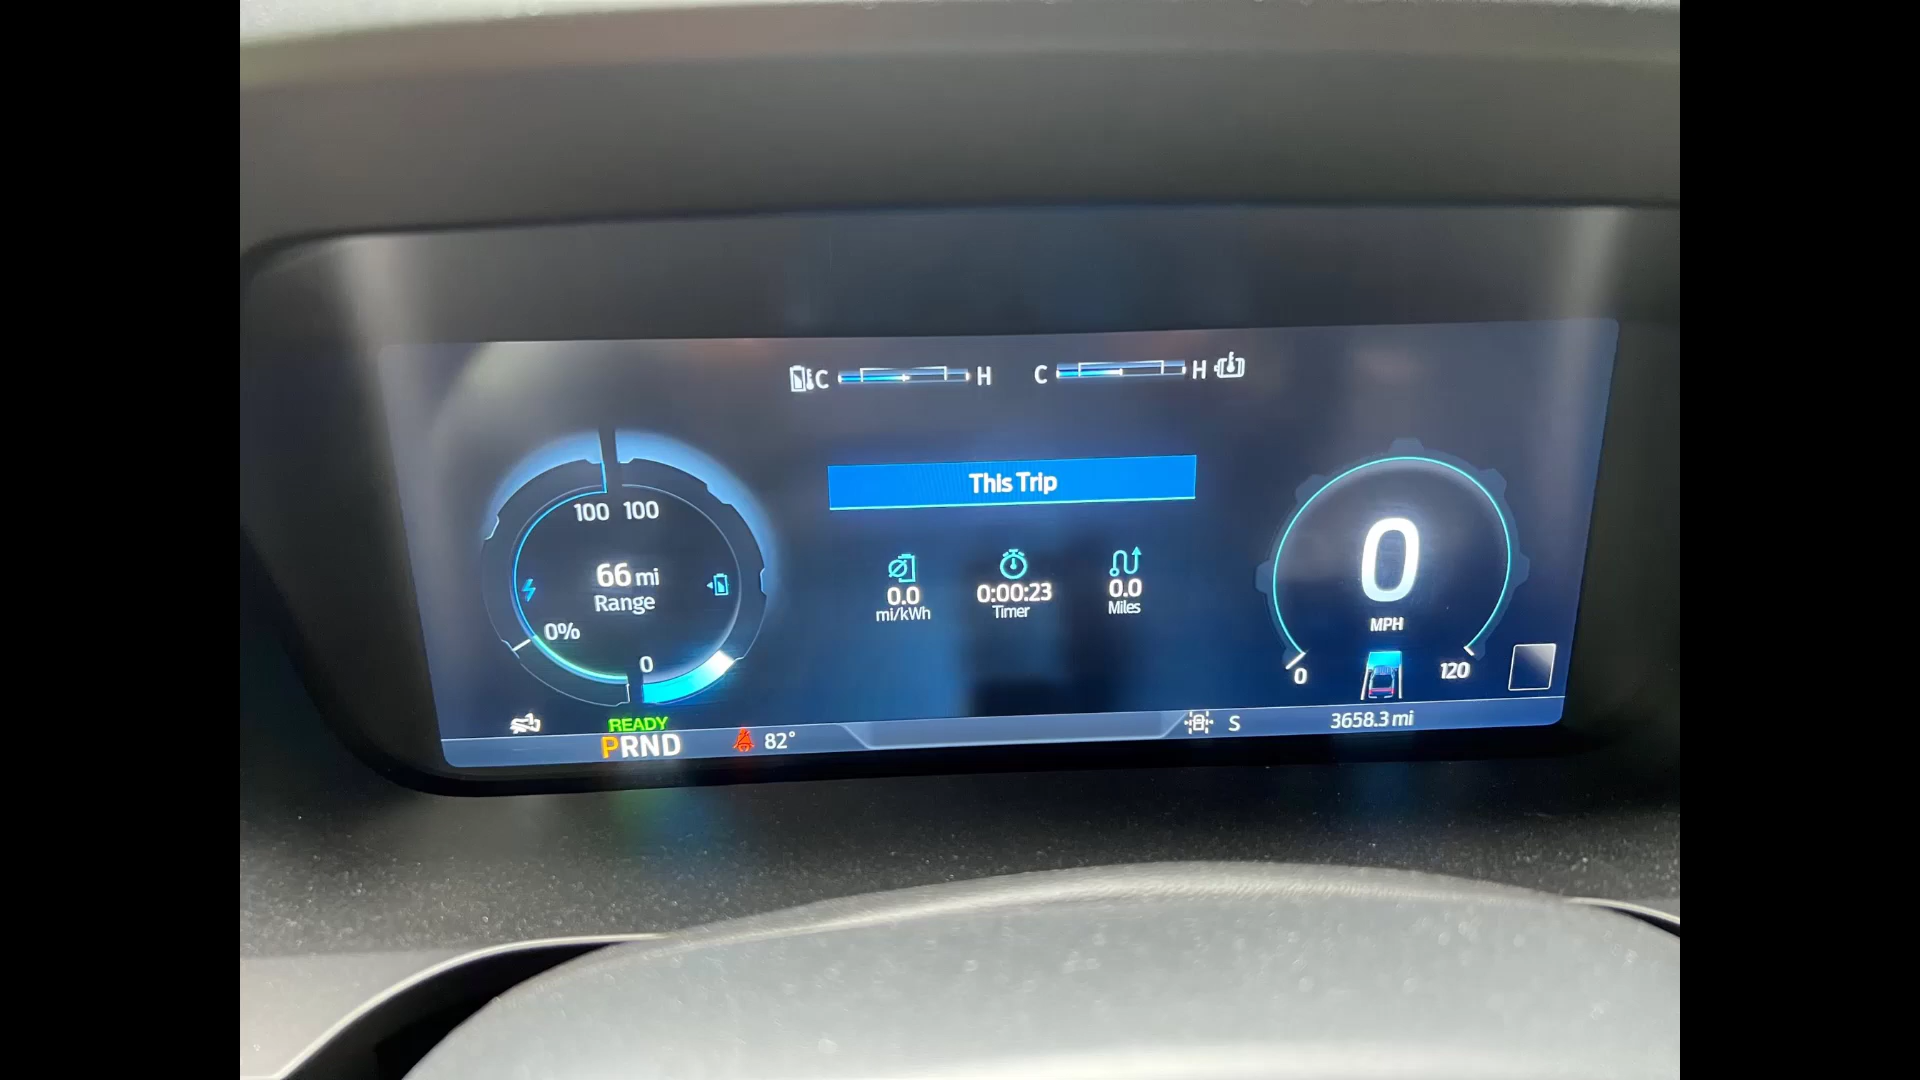 C H C H
This Trip
100 100
66 mi
Range
0%
0
0.0
mi/kWh
0:00:23
Timer
0.0
Miles
0
MPH
0 120
READY
PRND 82° S 3658.3 mi